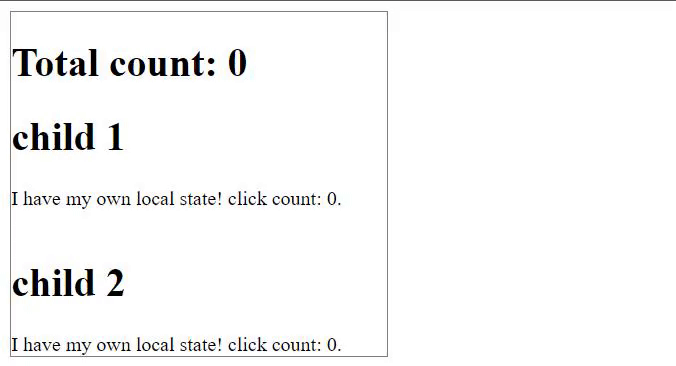 Total count: 0
child 1
I have my own local state! click count: 0.
child 2
I have my own local state! click count: 0.